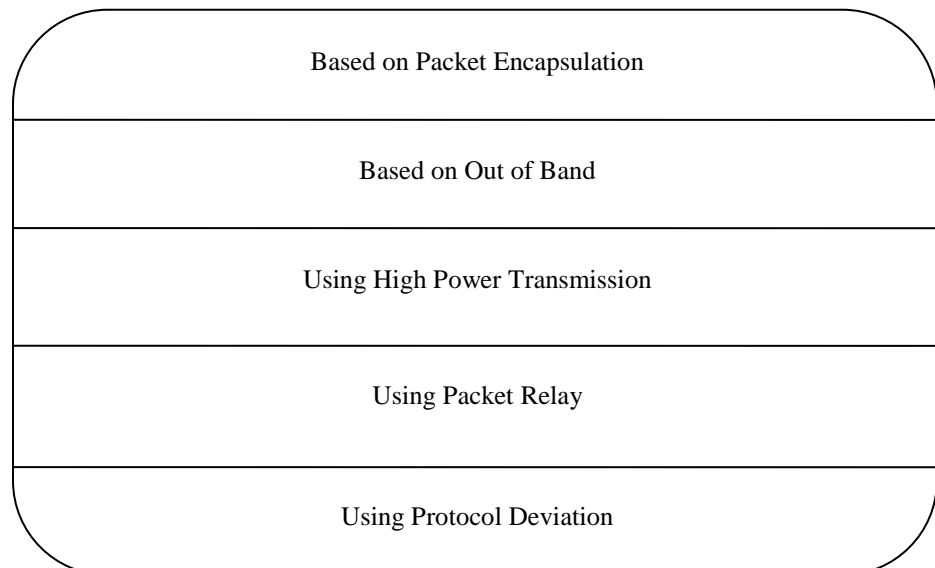 Based on Packet Encapsulation
Based on Out of Band
Using High Power Transmission
Using Packet Relay
Using Protocol Deviation